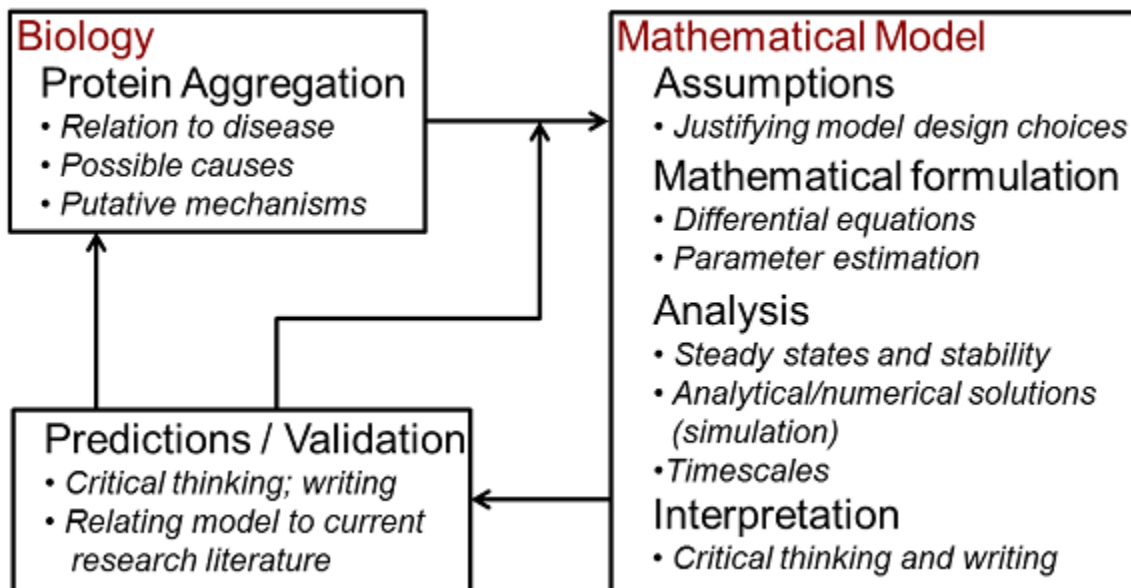 Biology
Protein Aggregation
• Relation to disease
• Possible causes
• Putative mechanisms
Mathematical Model
Assumptions
• Justifying model design choices
Mathematical formulation
• Differential equations
• Parameter estimation
Analysis
• Steady states and stability
• Analytical/numerical solutions
(simulation)
•Timescales
Interpretation
• Critical thinking and writing
Predictions / Validation
• Critical thinking; writing
• Relating model to current
research literature